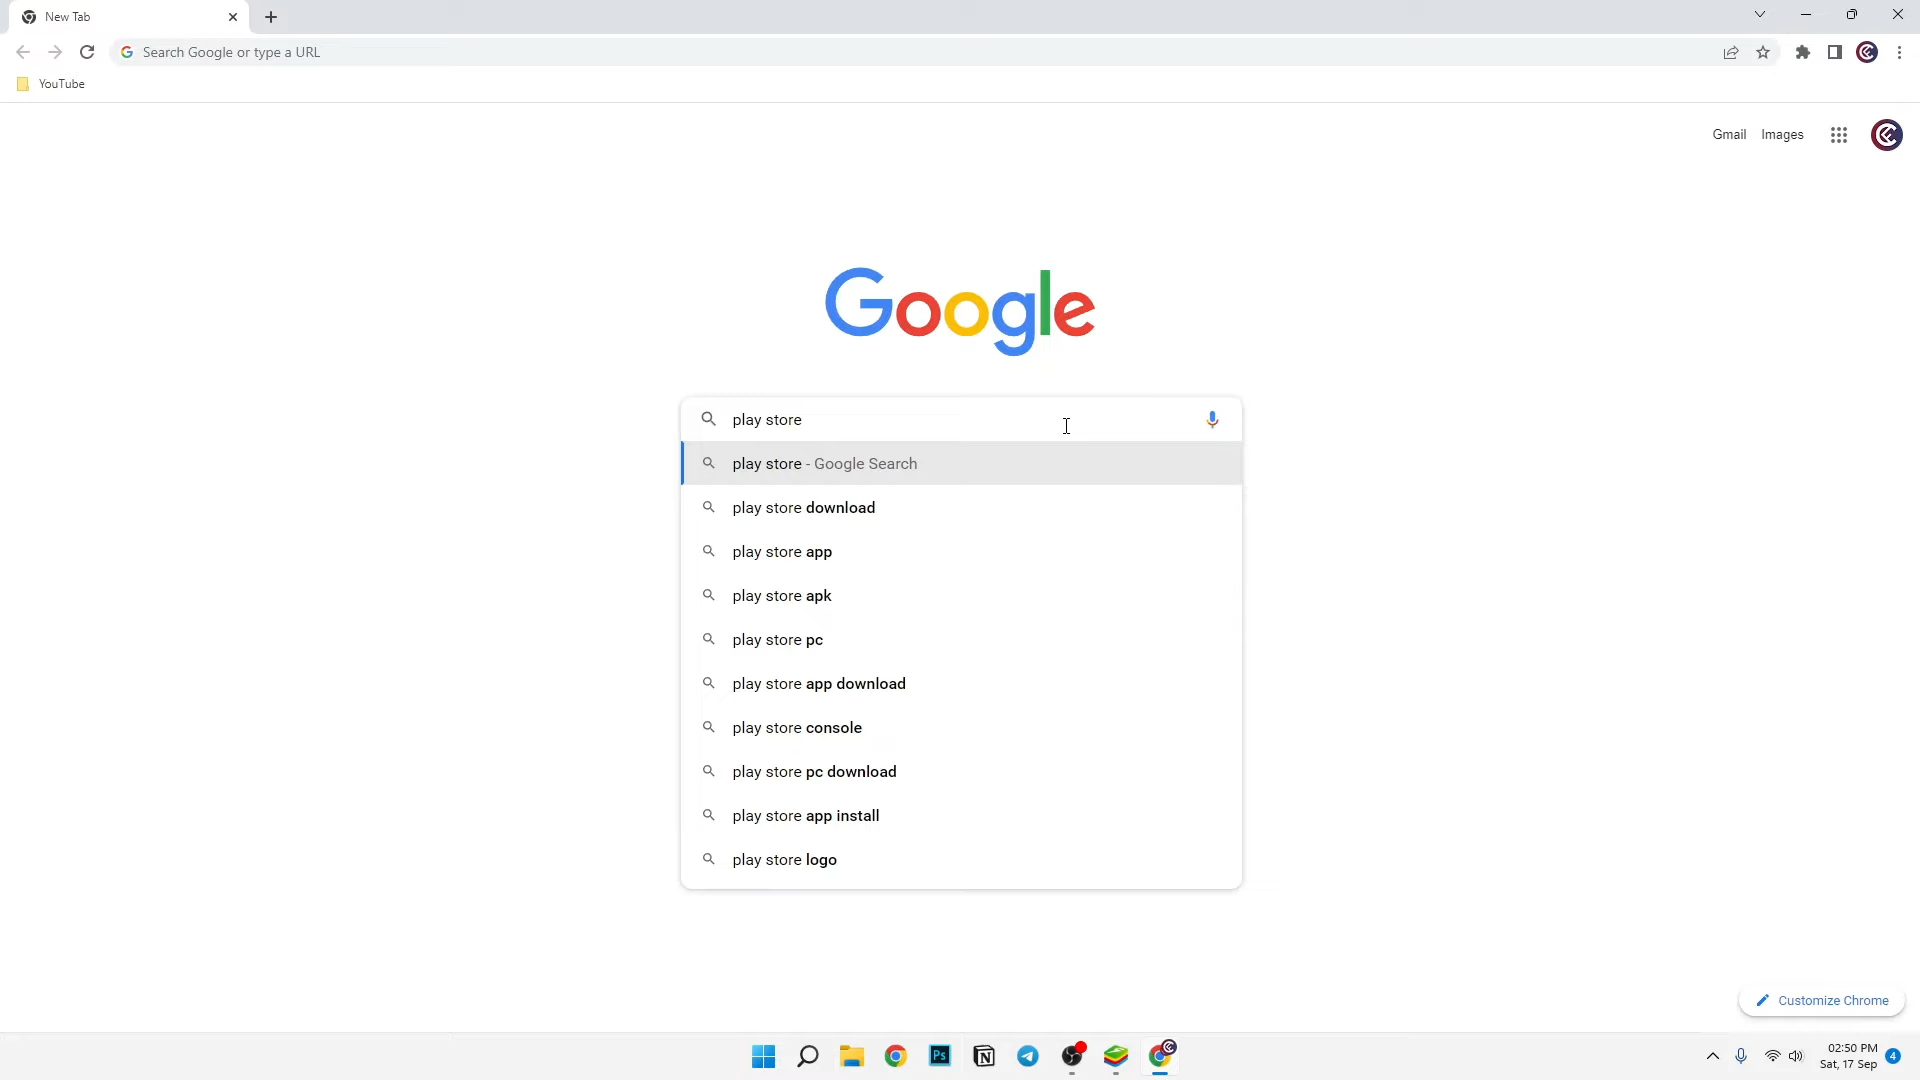 New Tab
Search Google or type a URL
YouTube
Gmail Images
Google
play store
play store - Google Search
play store download
play store app
play store apk
play store pc
play store app download
play store console
play store pc download
play store app install
play store logo
Customize Chrome
Ps
02:50 PM
Sat, 17 Sep
4